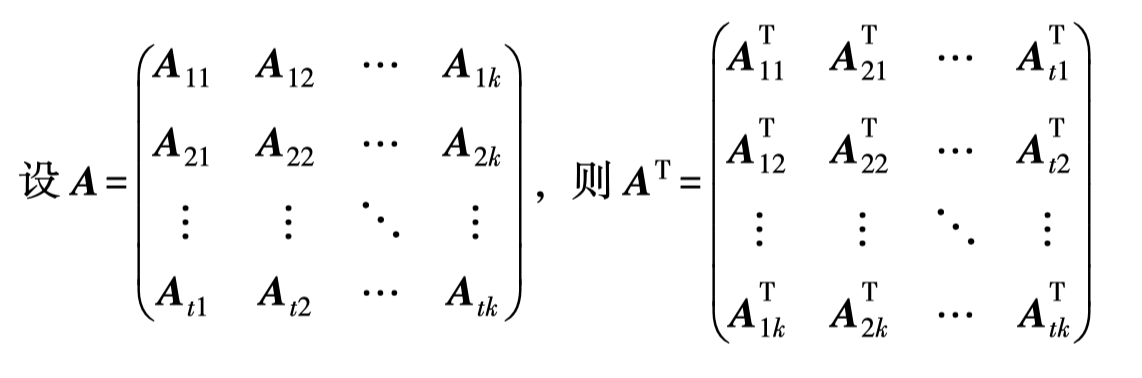 设 $\boldsymbol{A}=\begin{pmatrix} \boldsymbol{A}_{11} & \boldsymbol{A}_{12} & \cdots & \boldsymbol{A}_{1k} \\ \boldsymbol{A}_{21} & \boldsymbol{A}_{22} & \cdots & \boldsymbol{A}_{2k} \\ \vdots & \vdots & \ddots & \vdots \\ \boldsymbol{A}_{t1} & \boldsymbol{A}_{t2} & \cdots & \boldsymbol{A}_{tk} \end{pmatrix}$，则 $\boldsymbol{A}^{\mathrm{T}}=\begin{pmatrix} \boldsymbol{A}_{11}^{\mathrm{T}} & \boldsymbol{A}_{21}^{\mathrm{T}} & \cdots & \boldsymbol{A}_{t1}^{\mathrm{T}} \\ \boldsymbol{A}_{12}^{\mathrm{T}} & \boldsymbol{A}_{22}^{\mathrm{T}} & \cdots & \boldsymbol{A}_{t2}^{\mathrm{T}} \\ \vdots & \vdots & \ddots & \vdots \\ \boldsymbol{A}_{1k}^{\mathrm{T}} & \boldsymbol{A}_{2k}^{\mathrm{T}} & \cdots & \boldsymbol{A}_{tk}^{\mathrm{T}} \end{pmatrix}$